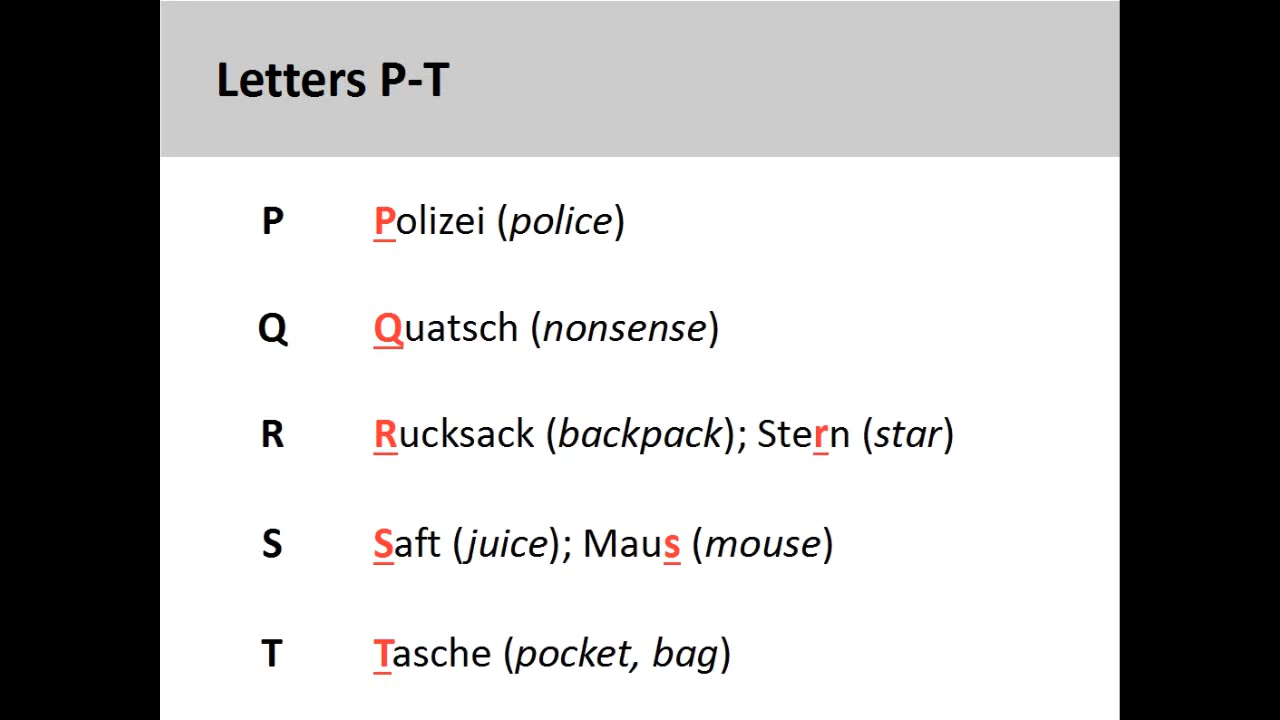 Letters P-T
P Polizei (police)
Q Quatsch (nonsense)
R Rucksack (backpack); Stern (star)
S Saft (juice); Maus (mouse)
T Tasche (pocket, bag)